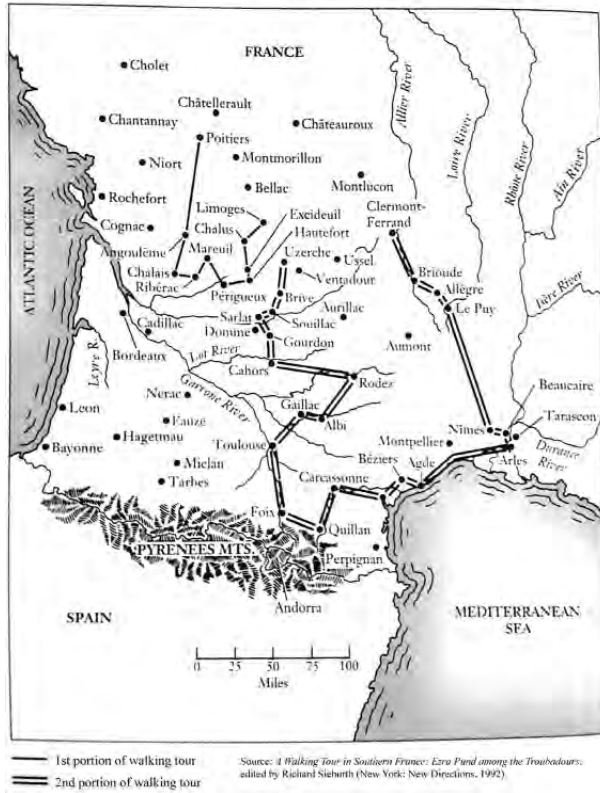 FRANCE
Cholet
Châtellerault
Chantannay
Châteauroux
Poitiers
Allier River
Loire River
Rhône River
Ain River
Niort
Montmorillon
Rochefort
Bellac
Montlucon
ATLANTIC OCEAN
Limoges
Exciduil
Clermont-
Ferrand
Cognac
Chalus
Hautefort
Angoulême
Mareuil
Uzerche
Ussel
Chalais
Ribérac
Ventadour
Brioude
Allègre
Isère River
Périgueux
Brive
Le Puy
Sarlat
Aurillac
Cadillac
Domme
Souillac
Leyre R.
Bordeaux
Gourdon
Aumont
Lot River
Cahors
Garrone River
Rodez
Beaucaire
Nerac
Leon
Gaillac
Nimes
Tarascon
Eauze
Albi
Hagetmau
Toulouse
Montpellier
Durance
River
Bayonne
Béziers
Arles
Mielan
Carcassonne
Agde
Tarbes
Foix
Quillan
PYRENEES MTS.
Perpignan
Andorra
SPAIN
MEDITERRANEAN
SEA
0 25 50 75 100
Miles
1st portion of walking tour
2nd portion of walking tour
Source: A Walking Tour in Southern France: Ezra Pund among the Troubadours,
edited by Richard Sieburth (New York: New Directions, 1992)